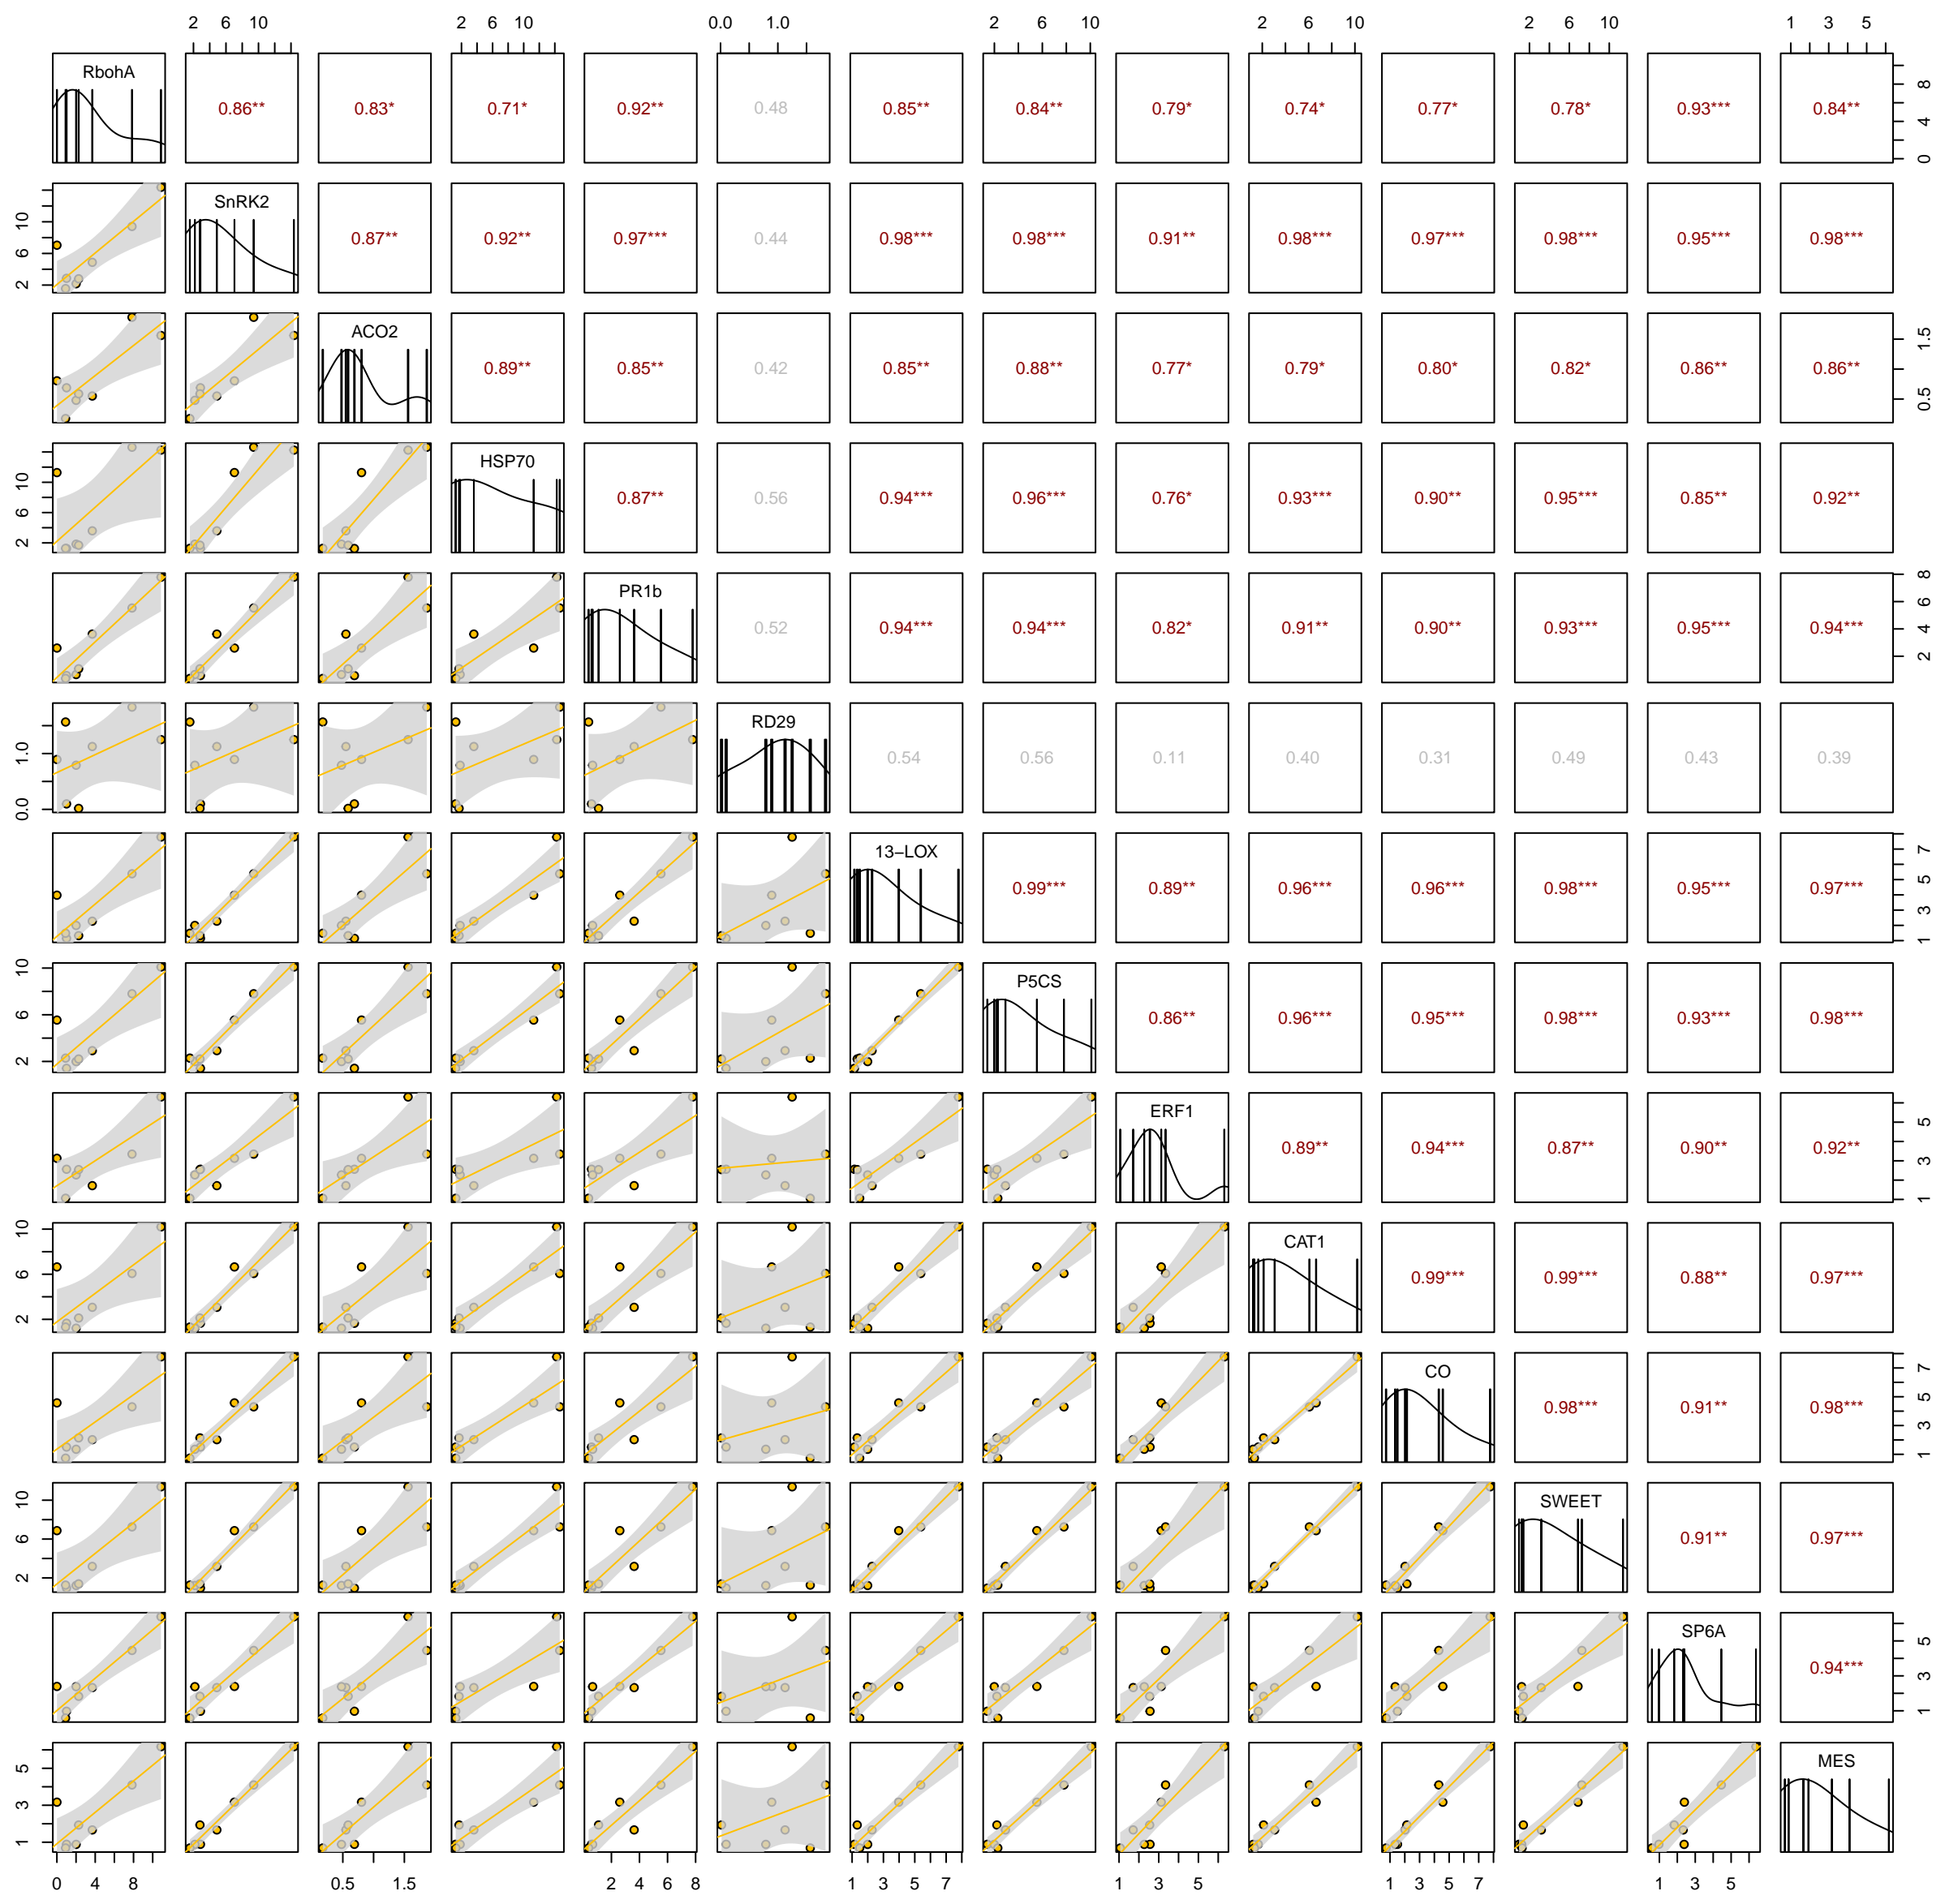 2 6 10 2 6 10 0.0 1.0 2 6 10 2 6 10 2 6 10 1 3 5
RbohA 0.86** 0.83* 0.71* 0.92** 0.48 0.85** 0.84** 0.79* 0.74* 0.77* 0.78* 0.93*** 0.84** 0 4 8
2 6 10 SnRK2 0.87** 0.92** 0.97*** 0.44 0.98*** 0.98*** 0.91** 0.98*** 0.97*** 0.98*** 0.95*** 0.98***
ACO2 0.89** 0.85** 0.42 0.85** 0.88** 0.77* 0.79* 0.80* 0.82* 0.86** 0.86** 0.5 1.5
2 6 10 HSP70 0.87** 0.56 0.94*** 0.96*** 0.76* 0.93*** 0.90** 0.95*** 0.85** 0.92**
PR1b 0.52 0.94*** 0.94*** 0.82* 0.91** 0.90** 0.93*** 0.95*** 0.94*** 2 4 6 8
0.0 1.0 RD29 0.54 0.56 0.11 0.40 0.31 0.49 0.43 0.39
13−LOX 0.99*** 0.89** 0.96*** 0.96*** 0.98*** 0.95*** 0.97*** 1 3 5 7
2 6 10 P5CS 0.86** 0.96*** 0.95*** 0.98*** 0.93*** 0.98***
ERF1 0.89** 0.94*** 0.87** 0.90** 0.92** 1 3 5
2 6 10 CAT1 0.99*** 0.99*** 0.88** 0.97***
CO 0.98*** 0.91** 0.98*** 1 3 5 7
2 6 10 SWEET 0.91** 0.97***
SP6A 0.94*** 1 3 5
1 3 5 MES
0 4 8 0.5 1.5 2 4 6 8 1 3 5 7 1 3 5 1 3 5 7 1 3 5